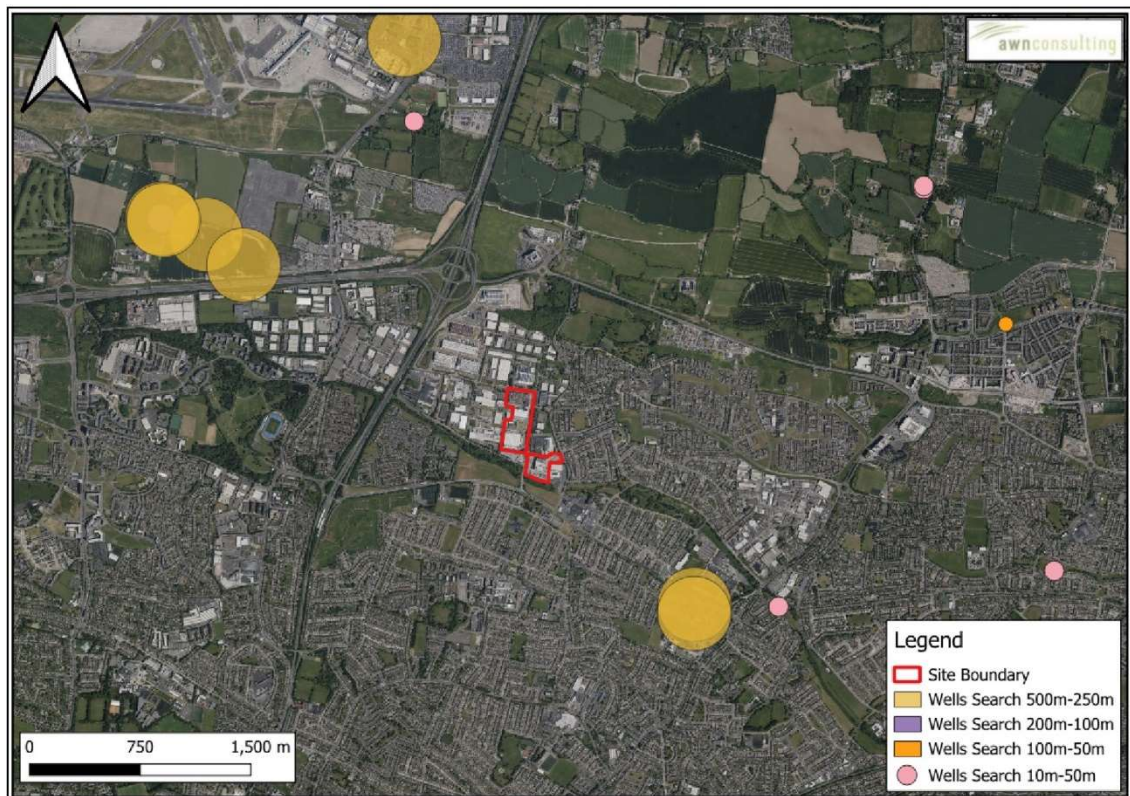 awnconsulting
Legend
Site Boundary
Wells Search 500m-250m
Wells Search 200m-100m
Wells Search 100m-50m
Wells Search 10m-50m
0 750 1,500 m